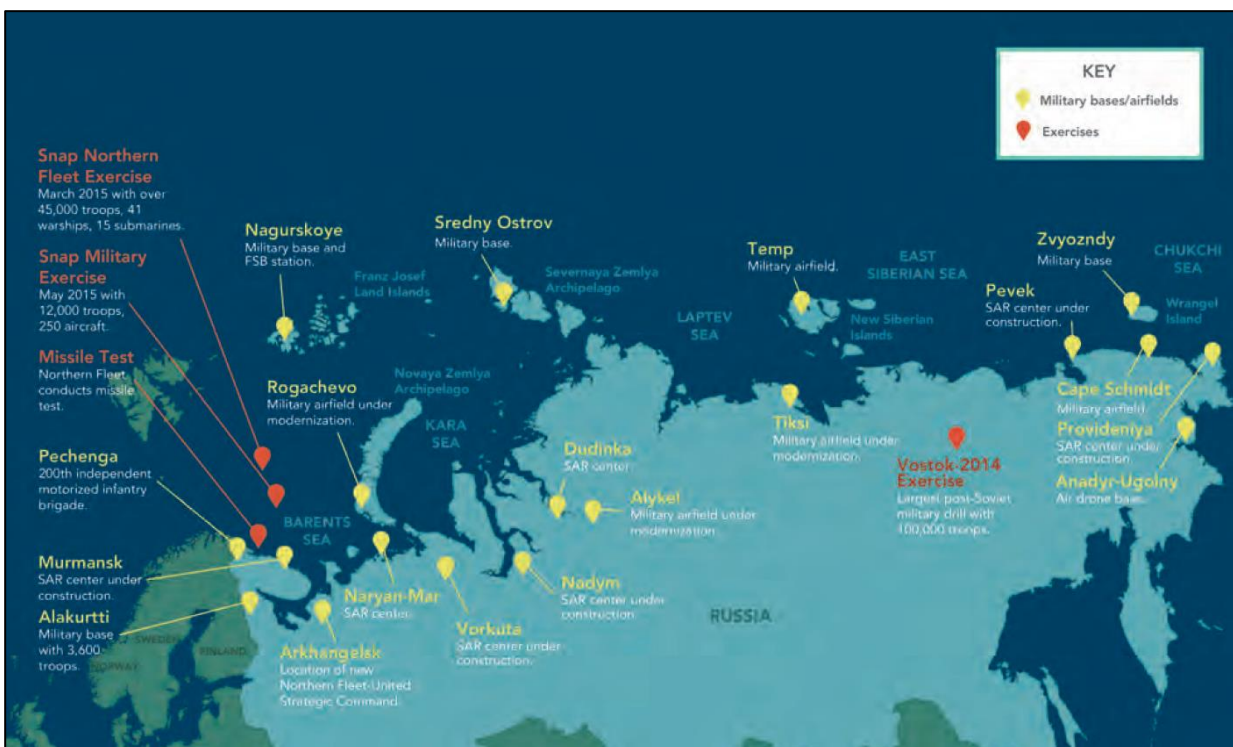 KEY
Military bases/airfields
Exercises
Snap Northern
Fleet Exercise
March 2015 with over
45,000 troops, 41
warships, 15 submarines.
Snap Military
Exercise
May 2015 with
12,000 troops,
250 aircraft.
Missile Test
Northern Fleet
conducts missile
test.
Pechenga
200th independent
motorized infantry
brigade.
Murmansk
SAR center under
construction.
Alakurtti
Military base
with 3,600
troops.
Nagurskoye
Military base and
FSB station.
Franz Josef
Land Islands
Sredny Ostrov
Military base.
Severnaya Zemlya
Archipelago
Temp
Military airfield.
EAST
SIBERIAN SEA
Zvyozndy
Military base
CHUKCHI
SEA
Pevek
SAR center under
construction.
Wrangel
Island
LAPTEV
SEA
New Siberian
Islands
Rogachevo
Military airfield under
modernization.
Novaya Zemlya
Archipelago
KARA
SEA
Cape Schmidt
Military airfield
Provideniya
SAR center under
construction.
Anadyr-Ugolny
Air drone base.
Tiksi
Military airfield under
modernization.
Vostok-2014
Exercise
Largest post-Soviet
military drill with
100,000 troops.
Dudinka
SAR center
Alykel
Military airfield under
modernization.
BARENTS
SEA
Naryan-Mar
SAR center.
Nadym
SAR center under
construction.
Vorkuta
SAR center under
construction.
Arkhangelsk
Location of new
Northern Fleet-United
Strategic Command.
RUSSIA
SWEDEN
NORWAY
FINLAND